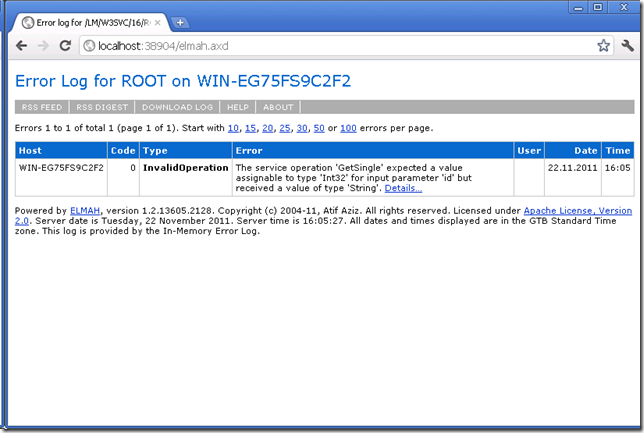 Error log for /LM/W3SVC/16/R
localhost:38904/elmah.axd
Error Log for ROOT on WIN-EG75FS9C2F2
RSS FEED RSS DIGEST DOWNLOAD LOG HELP ABOUT
Errors 1 to 1 of total 1 (page 1 of 1). Start with 10, 15, 20, 25, 30, 50 or 100 errors per page.
Host Code Type Error User Date Time
WIN-EG75FS9C2F2 0 InvalidOperation The service operation 'GetSingle' expected a value 22.11.2011 16:05
assignable to type 'Int32' for input parameter 'id' but
received a value of type 'String'. Details...
Powered by ELMAH, version 1.2.13605.2128. Copyright (c) 2004-11, Atif Aziz. All rights reserved. Licensed under Apache License, Version
2.0. Server date is Tuesday, 22 November 2011. Server time is 16:05:27. All dates and times displayed are in the GTB Standard Time
zone. This log is provided by the In-Memory Error Log.